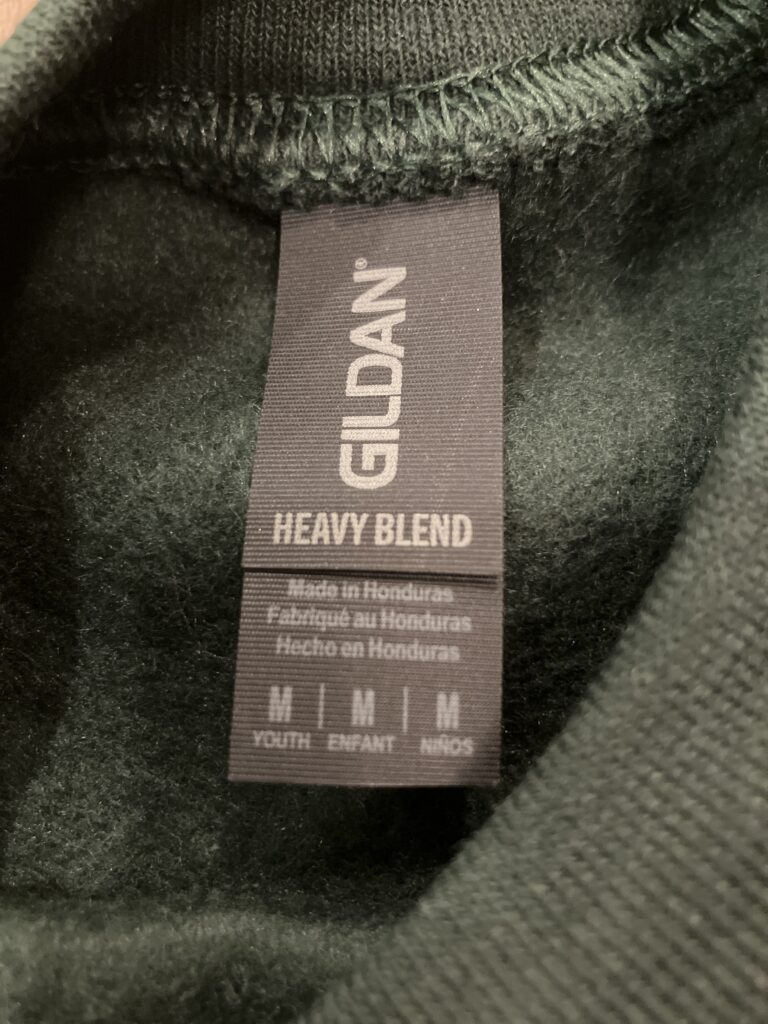 GILDAN®
HEAVY BLEND
Made in Honduras
Fabriqué au Honduras
Hecho en Honduras
M | M | M
YOUTH ENFANT NIÑOS